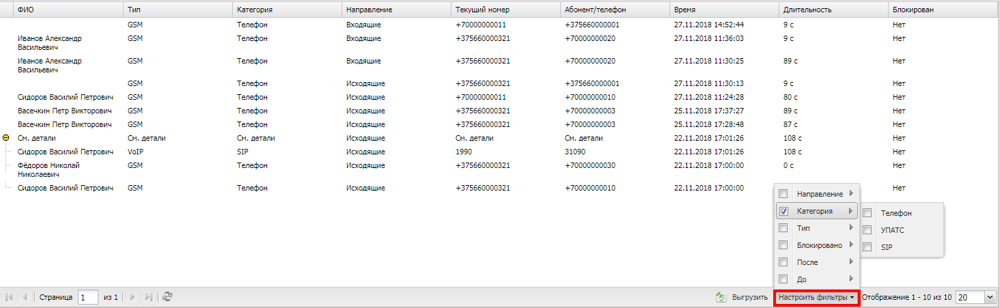 ФИО Тип Категория Направление Текущий номер Абонент/телефон Время Длительность Блокирован
GSM Телефон Входящие +70000000011 +375660000001 27.11.2018 14:52:44 9 с Нет
Иванов Александр GSM Телефон Входящие +375660000321 +70000000020 27.11.2018 11:36:03 9 с Нет
Васильевич
Иванов Александр GSM Телефон Входящие +375660000321 +70000000020 27.11.2018 11:30:25 89 с Нет
Васильевич
GSM Телефон Исходящие +375660000321 +375660000001 27.11.2018 11:30:13 9 с Нет
Сидоров Василий Петрович GSM Телефон Исходящие +70000000011 +70000000010 27.11.2018 11:24:28 80 с Нет
Васечкин Петр Викторович GSM Телефон Исходящие +375660000321 +70000000003 25.11.2018 17:37:27 89 с Нет
Васечкин Петр Викторович GSM Телефон Исходящие +375660000321 +70000000003 25.11.2018 17:28:48 87 с Нет
См. детали См. детали См. детали Исходящие См. детали См. детали 22.11.2018 17:01:26 108 с Нет
Сидоров Василий Петрович VoIP SIP Исходящие 1990 31090 22.11.2018 17:01:26 108 с Нет
Фёдоров Николай GSM Телефон Исходящие +375660000321 +70000000030 22.11.2018 17:00:00 0 с Нет
Николаевич
Сидоров Василий Петрович GSM Телефон Исходящие +375660000321 +70000000010 22.11.2018 17:00:00 Нет
Направление
Категория
Тип
Блокировано
После
До
Телефон
УПАТС
SIP
Страница 1 из 1 Выгрузить Настроить фильтры Отображение 1 - 10 из 10 20